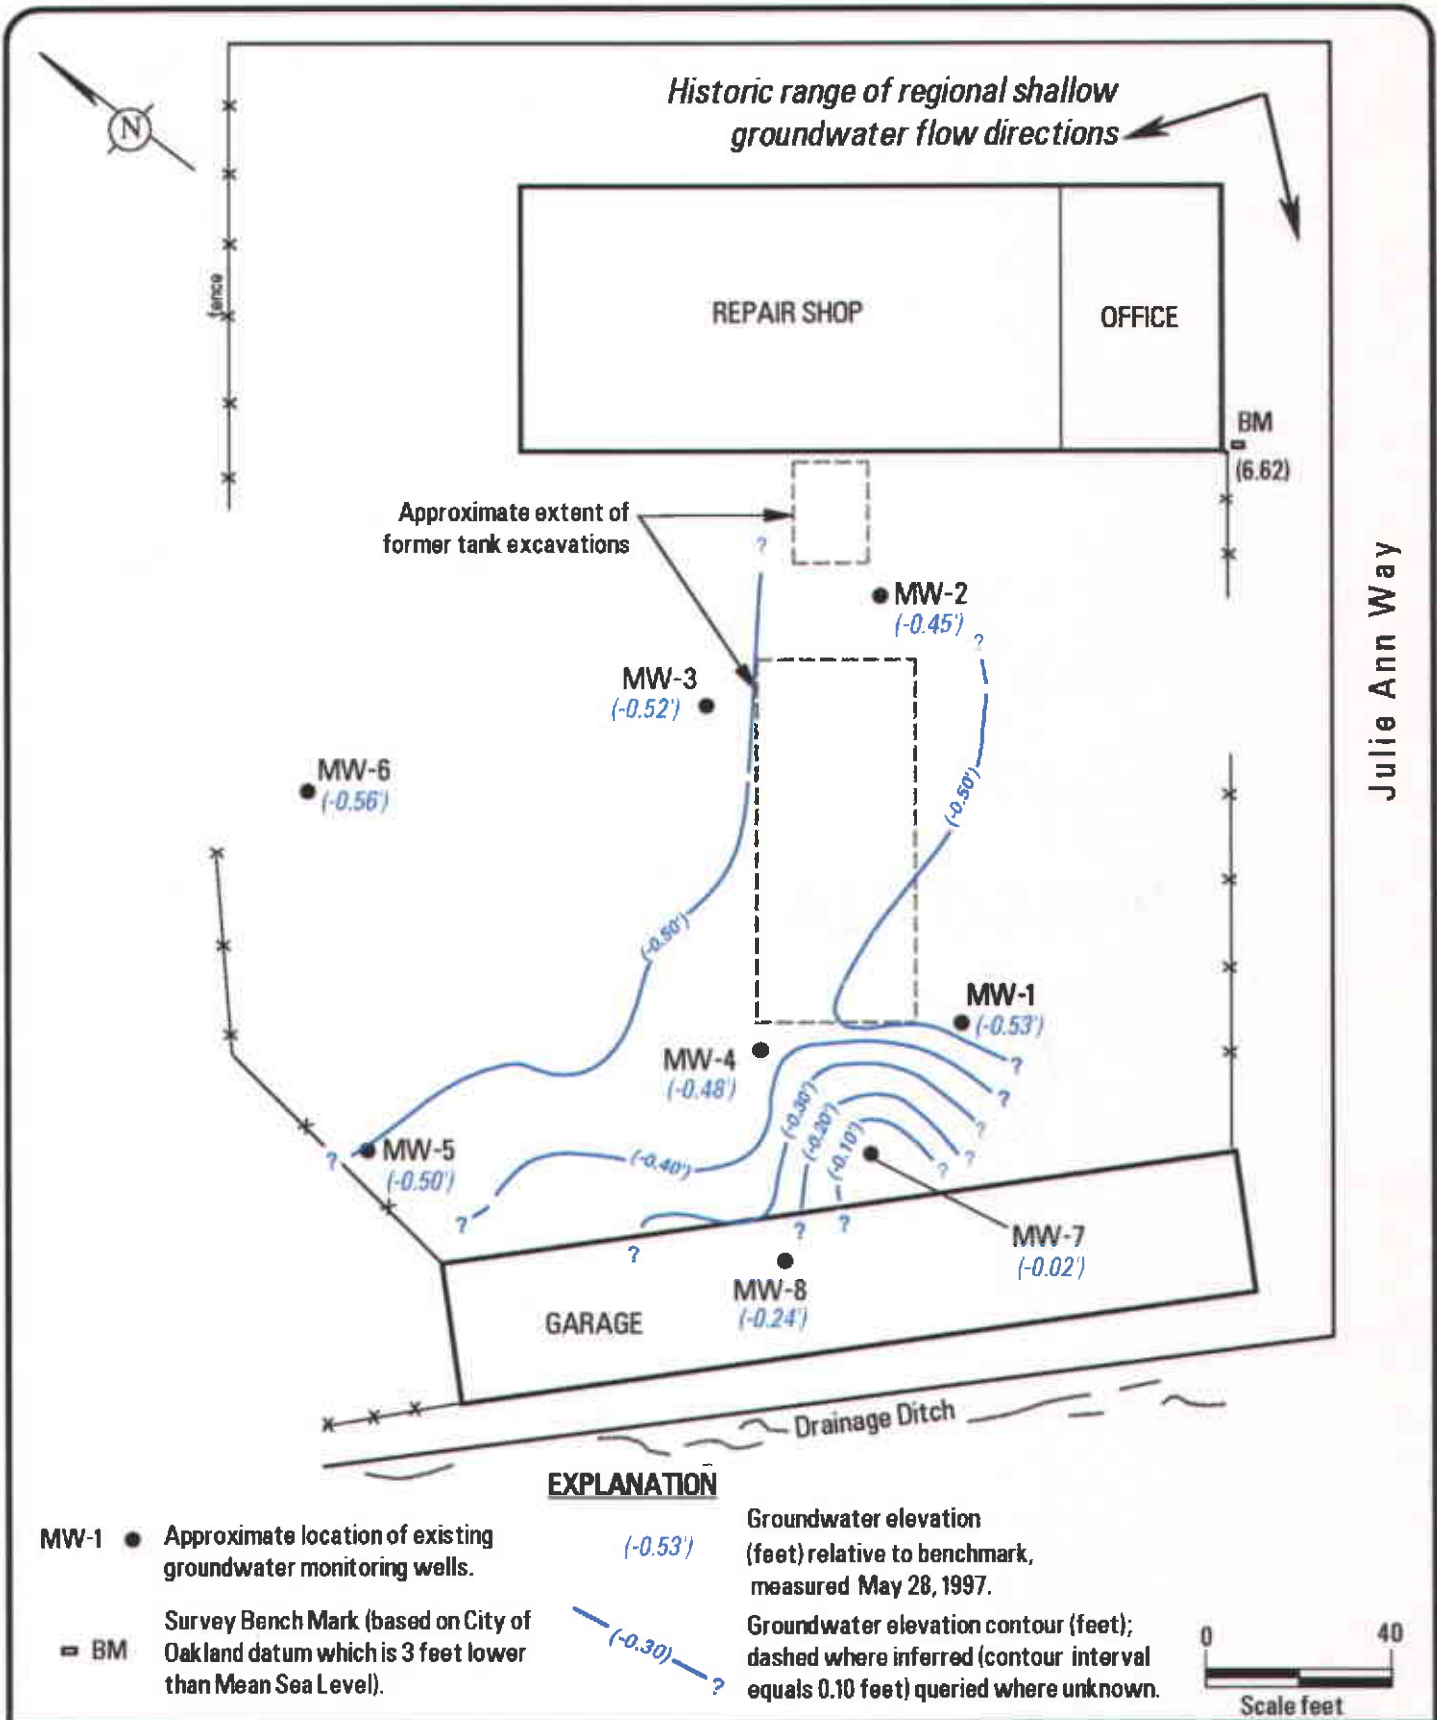 N
Historic range of regional shallow
groundwater flow directions
fence
REPAIR SHOP
OFFICE
BM
(6.62)
Approximate extent of
former tank excavations
?
MW-2
(-0.45')
?
MW-3
(-0.52')
MW-6
(-0.56')
Julie Ann Way
(-0.50')
(-0.50')
MW-1
(-0.53')
MW-4
(-0.48')
?
?
(-0.30')
(-0.20')
(-0.10')
?
?
?
MW-5
(-0.50')
?
(-0.40')
?
?
?
?
MW-7
(-0.02')
MW-8
(-0.24')
GARAGE
Drainage Ditch
EXPLANATION
MW-1
Approximate location of existing
groundwater monitoring wells.
BM
Survey Bench Mark (based on City of
Oakland datum which is 3 feet lower
than Mean Sea Level).
(-0.53')
Groundwater elevation
(feet) relative to benchmark,
measured May 28, 1997.
(-0.30)
?
Groundwater elevation contour (feet);
dashed where inferred (contour interval
equals 0.10 feet) queried where unknown.
0 40
Scale feet